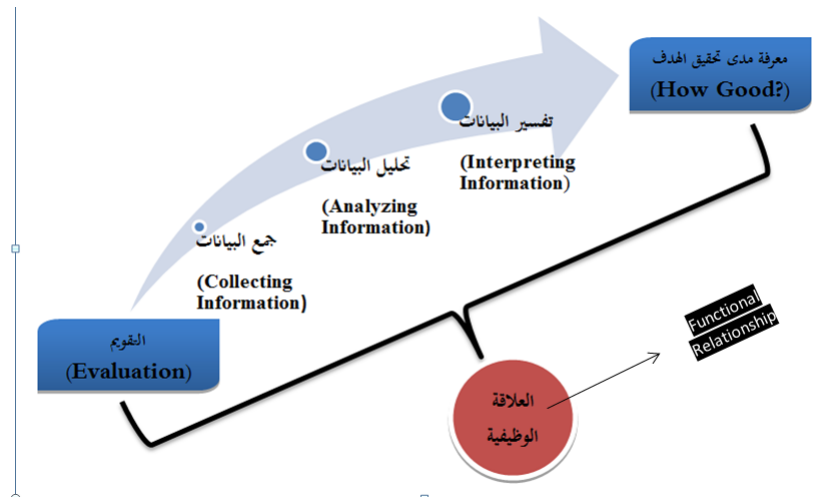 معرفة مدى تحقيق الهدف
(How Good?)
تفسير البيانات
(Interpreting
Information)
تحليل البيانات
(Analyzing
Information)
جمع البيانات
(Collecting
Information)
التقويم
(Evaluation)
العلاقة
الوظيفية
Functional
Relationship